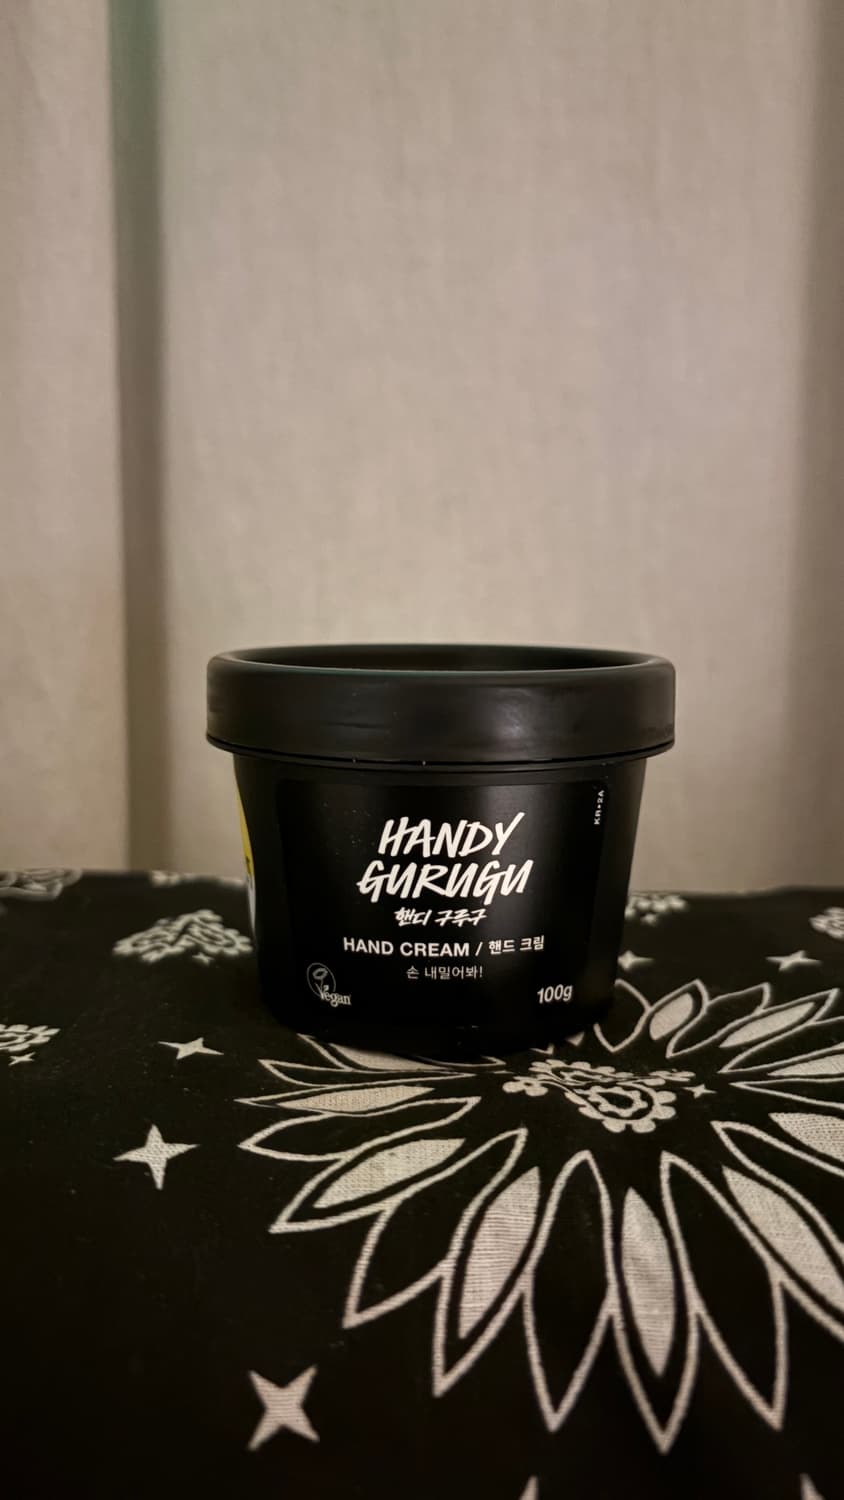 KR•2A
HANDY
GURUGU
핸디 구루구
HAND CREAM / 핸드 크림
손 내밀어봐!
Vegan
100g